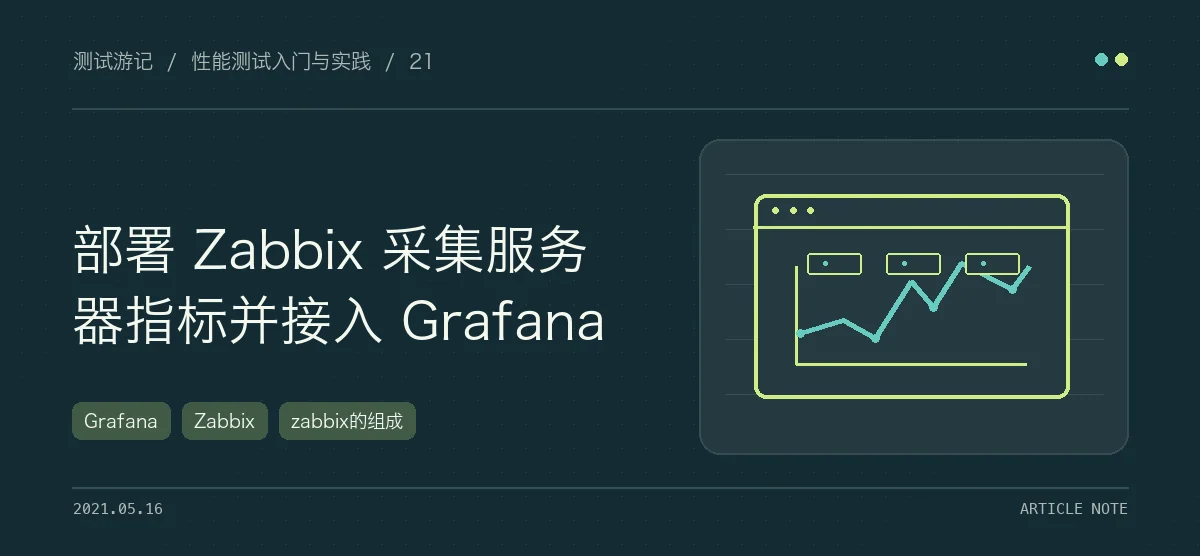 测试游记 / 性能测试入门与实践 / 21
部署 Zabbix 采集服务
器指标并接入 Grafana
Grafana Zabbix zabbix的组成
2021.05.16 ARTICLE NOTE